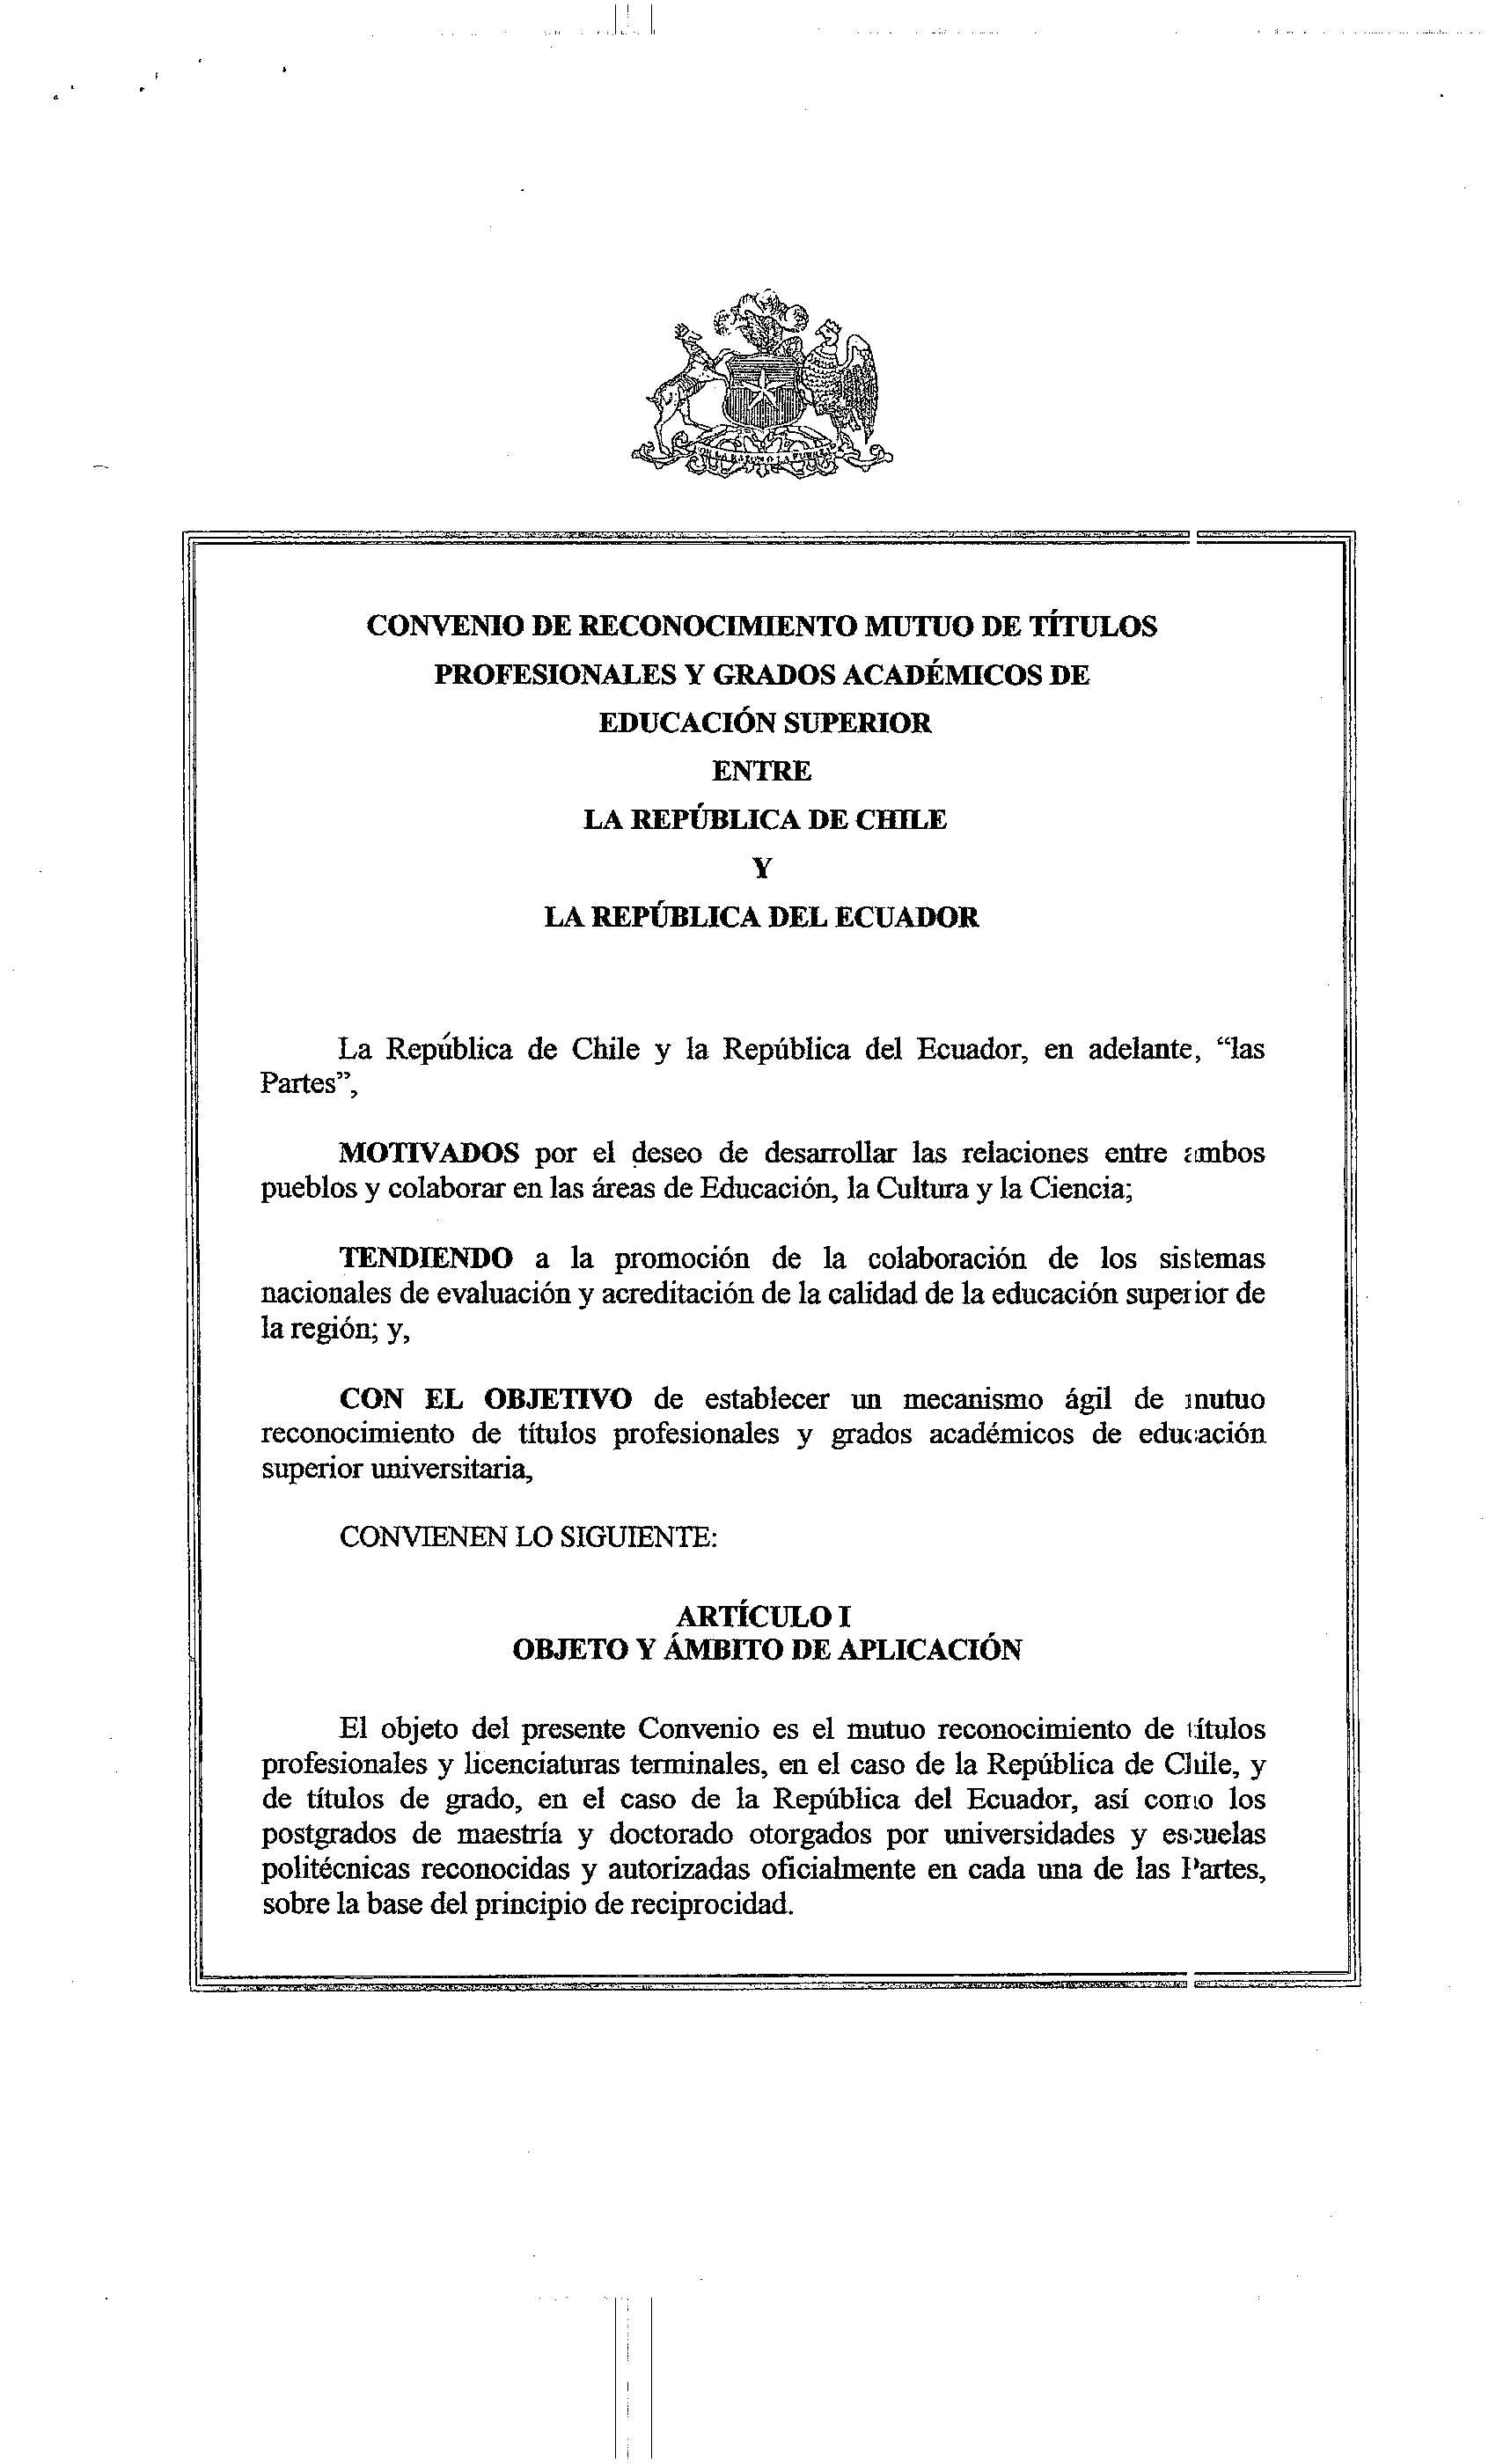 CONVENIO DE RECONOCIMIENTO MUTUO DE TÍTULOS
PROFESIONALES Y GRADOS ACADÉMICOS DE
EDUCACIÓN SUPERIOR
ENTRE
LA REPÚBLICA DE CHILE
Y
LA REPÚBLICA DEL ECUADOR
La República de Chile y la República del Ecuador, en adelante, “las
Partes”,
MOTIVADOS por el deseo de desarrollar las relaciones entre ambos
pueblos y colaborar en las áreas de Educación, la Cultura y la Ciencia;
TENDIENDO a la promoción de la colaboración de los sistemas
nacionales de evaluación y acreditación de la calidad de la educación superior de
la región; y,
CON EL OBJETIVO de establecer un mecanismo ágil de mutuo
reconocimiento de títulos profesionales y grados académicos de educación
superior universitaria,
CONVIENEN LO SIGUIENTE:
ARTÍCULO I
OBJETO Y ÁMBITO DE APLICACIÓN
El objeto del presente Convenio es el mutuo reconocimiento de títulos
profesionales y licenciaturas terminales, en el caso de la República de Chile, y
de títulos de grado, en el caso de la República del Ecuador, así como los
postgrados de maestría y doctorado otorgados por universidades y escuelas
politécnicas reconocidas y autorizadas oficialmente en cada una de las Partes,
sobre la base del principio de reciprocidad.